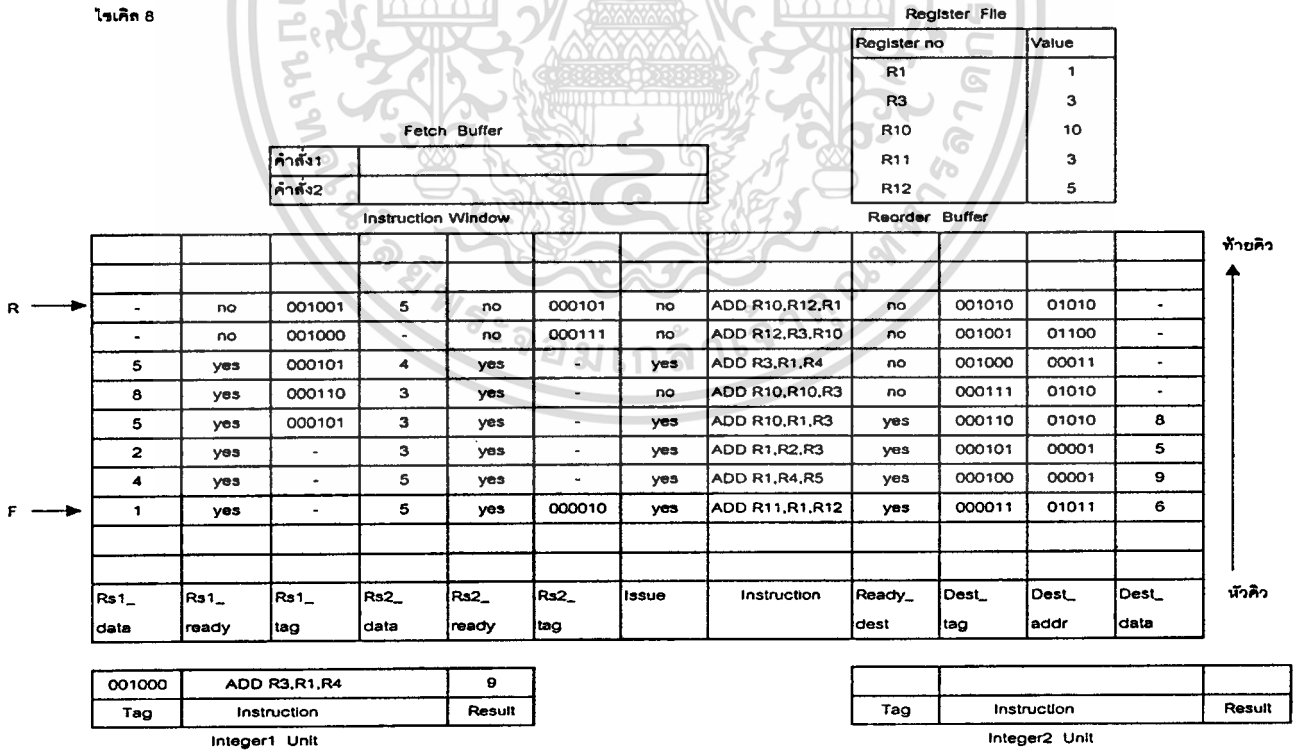 ไซเคิล 8
Register File
Register no Value
R1 1
R3 3
R10 10
R11 3
R12 5
Fetch Buffer
คำสั่ง1
คำสั่ง2
Instruction Window
Reorder Buffer
ท้ายคิว
R - no 001001 5 no 000101 no ADD R10,R12,R1 no 001010 01010 -
- no 001000 - no 000111 no ADD R12,R3,R10 no 001001 01100 -
5 yes 000101 4 yes - yes ADD R3,R1,R4 no 001000 00011 -
8 yes 000110 3 yes - no ADD R10,R10,R3 no 000111 01010 -
5 yes 000101 3 yes - yes ADD R10,R1,R3 yes 000110 01010 8
2 yes - 3 yes - yes ADD R1,R2,R3 yes 000101 00001 5
4 yes - 5 yes - yes ADD R1,R4,R5 yes 000100 00001 9
F 1 yes - 5 yes 000010 yes ADD R11,R1,R12 yes 000011 01011 6
Rs1_ Rs1_ Rs1_ Rs2_ Rs2_ Rs2_ Issue Instruction Ready_ Dest_ Dest_ Dest_ หัวคิว
data ready tag data ready tag dest tag addr data
001000 ADD R3,R1,R4 9
Tag Instruction Result
Integer1 Unit
Tag Instruction Result
Integer2 Unit